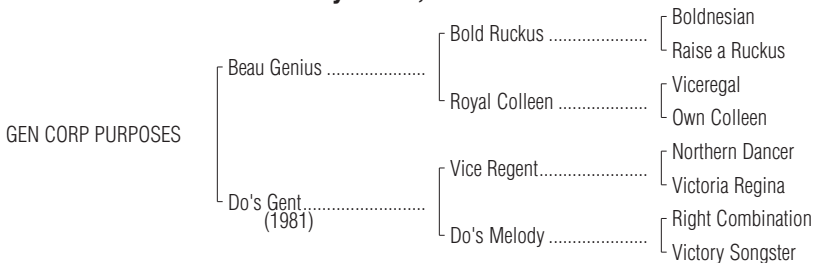 Boldnesian
Bold Ruckus ....................
Raise a Ruckus
Beau Genius ....................
Viceregal
Royal Colleen ..................
Own Colleen
GEN CORP PURPOSES
Northern Dancer
Vice Regent......................
Victoria Regina
Do's Gent.........................
(1981)
Right Combination
Do's Melody ....................
Victory Songster